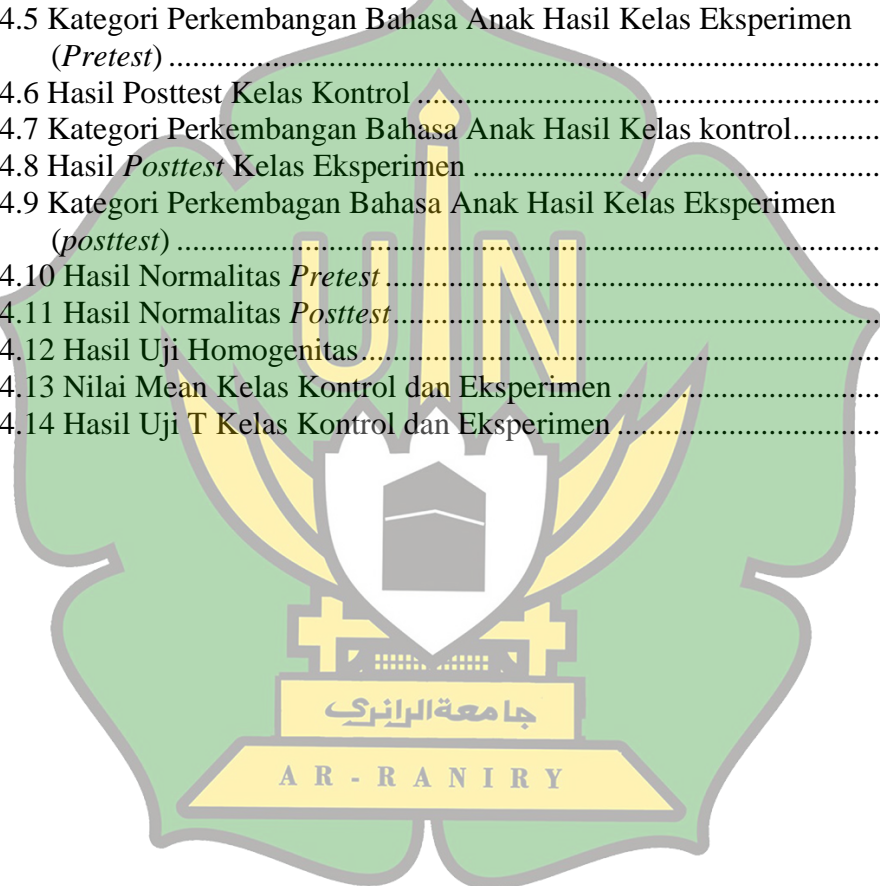 4.5 Kategori Perkembangan Bahasa Anak Hasil Kelas Eksperimen
(Pretest) ........................................................................................................
4.6 Hasil Posttest Kelas Kontrol ........................................................................
4.7 Kategori Perkembangan Bahasa Anak Hasil Kelas kontrol..............
4.8 Hasil Posttest Kelas Eksperimen ................................................................
4.9 Kategori Perkembagan Bahasa Anak Hasil Kelas Eksperimen
(posttest) ........................................................................................................
4.10 Hasil Normalitas Pretest ............................................................................
4.11 Hasil Normalitas Posttest............................................................................
4.12 Hasil Uji Homogenitas................................................................................
4.13 Nilai Mean Kelas Kontrol dan Eksperimen .........................................
4.14 Hasil Uji T Kelas Kontrol dan Eksperimen ..........................................
UIN
جامعة الرانري
AR-RANIRY